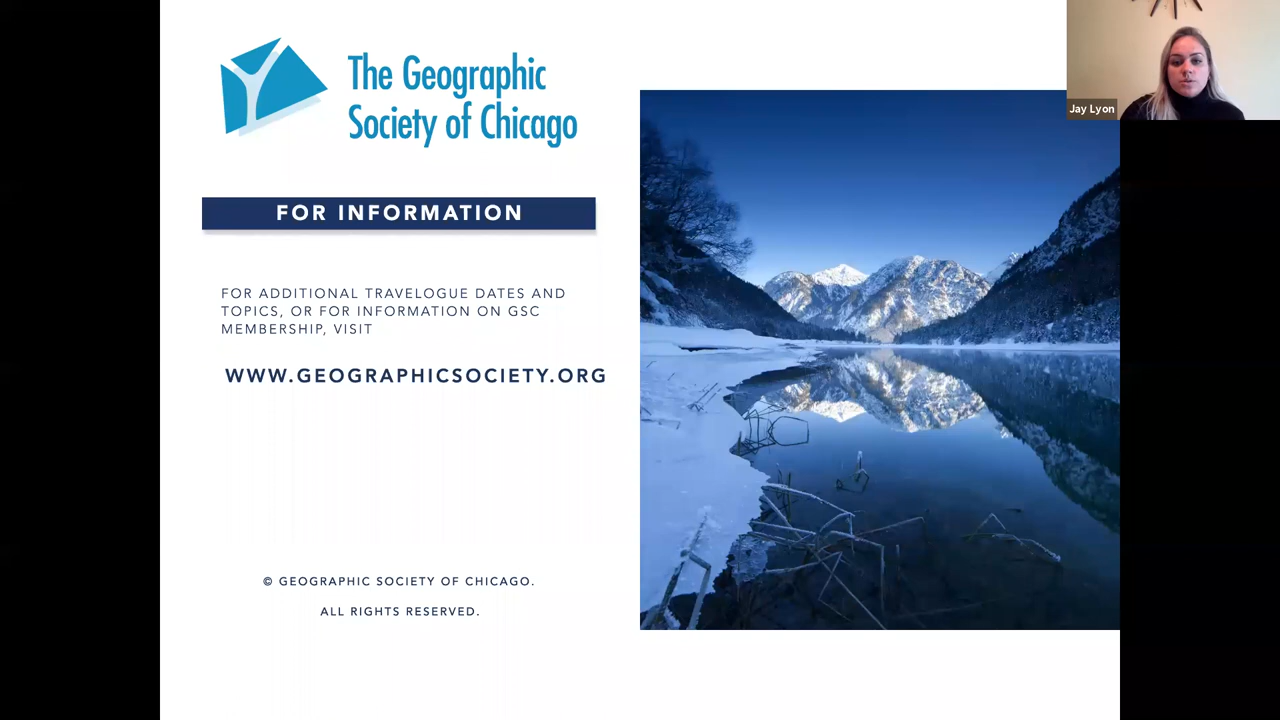 The Geographic
Society of Chicago
Jay Lyon
FOR INFORMATION
FOR ADDITIONAL TRAVELOGUE DATES AND
TOPICS, OR FOR INFORMATION ON GSC
MEMBERSHIP, VISIT
WWW.GEOGRAPHICSOCIETY.ORG
© GEOGRAPHIC SOCIETY OF CHICAGO.
ALL RIGHTS RESERVED.